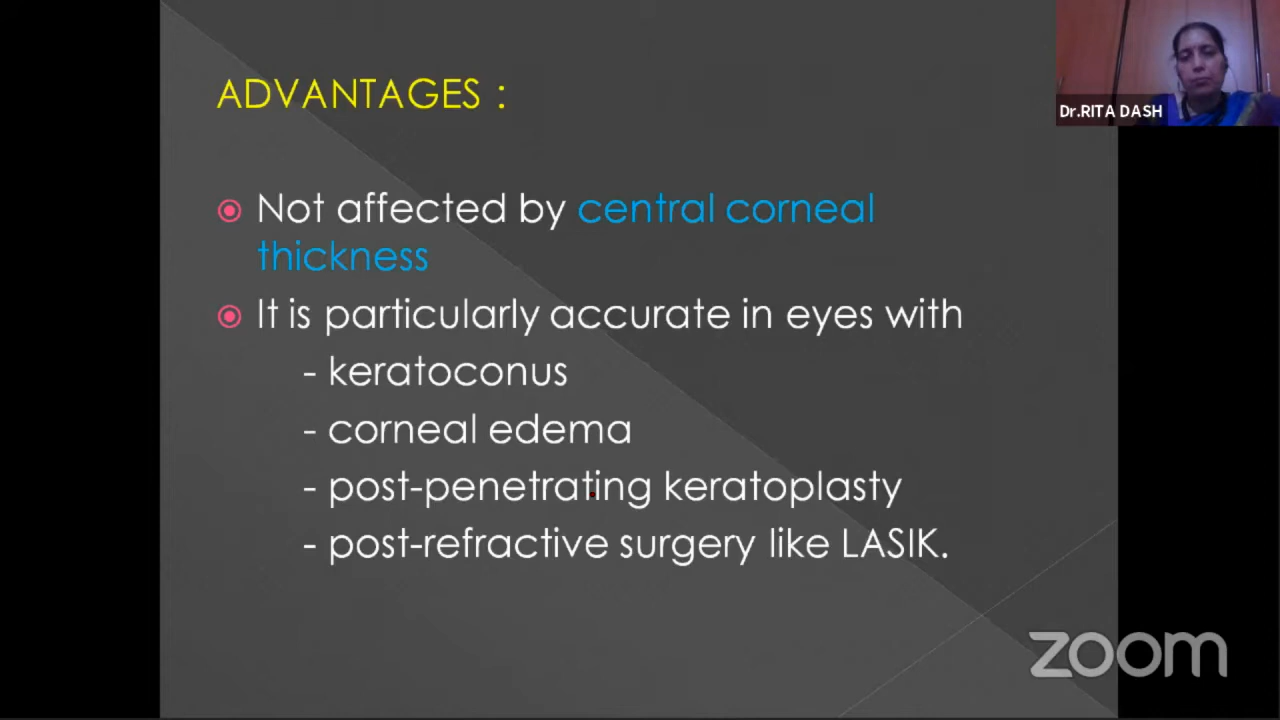 ADVANTAGES :
Dr.RITA DASH
Not affected by central corneal
thickness
It is particularly accurate in eyes with
- keratoconus
- corneal edema
- post-penetrating keratoplasty
- post-refractive surgery like LASIK.
zoom